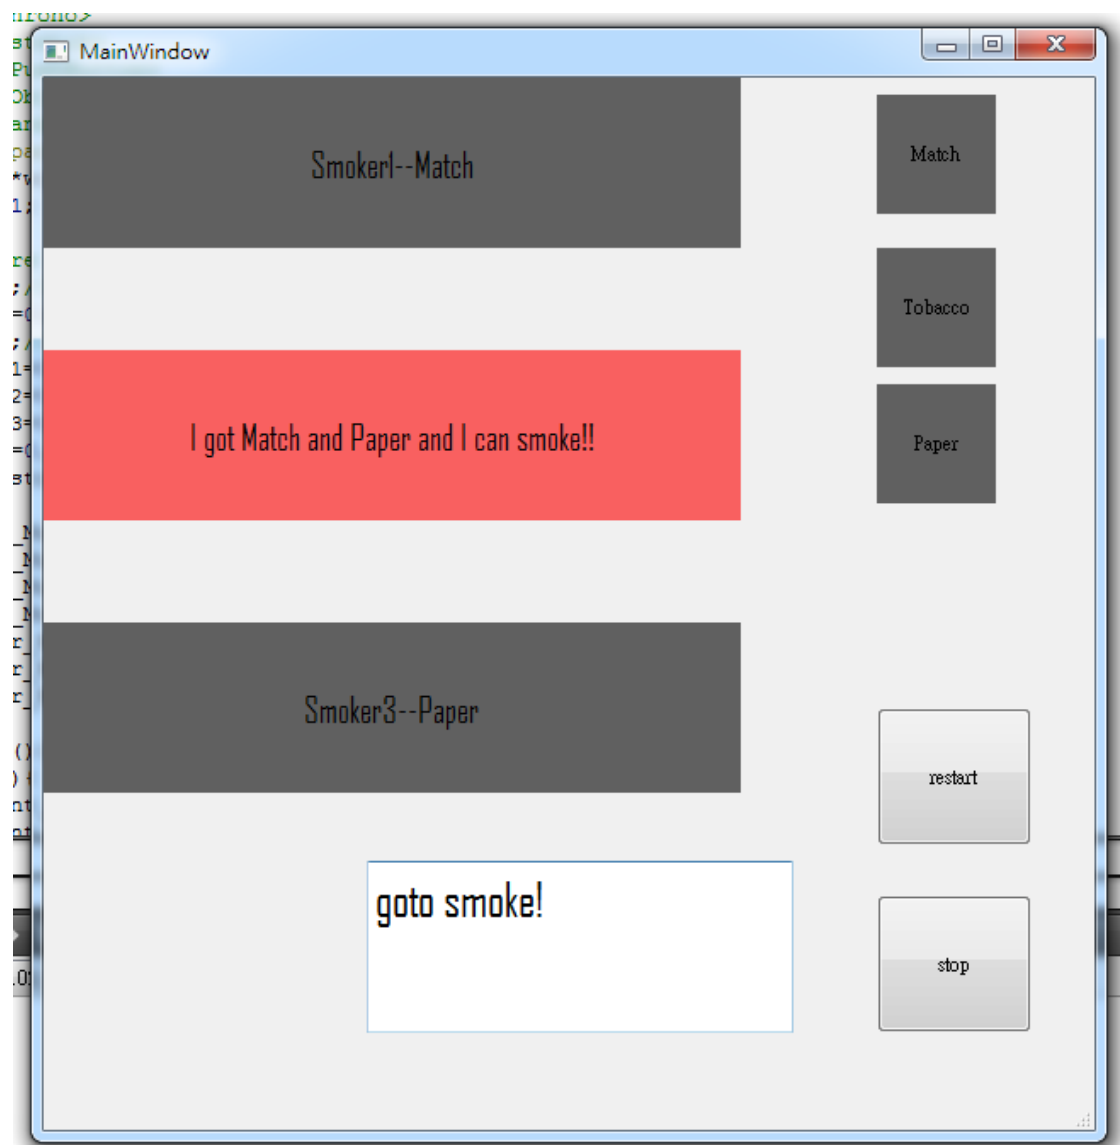 hrono>
MainWindow
Smoker1--Match
Match
Tobacco
I got Match and Paper and I can smoke!!
Paper
Smoker3--Paper
restart
goto smoke!
stop